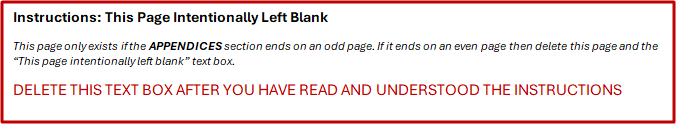 Instructions: This Page Intentionally Left Blank
This page only exists if the APPENDICES section ends on an odd page. If it ends on an even page then delete this page and the
“This page intentionally left blank” text box.
DELETE THIS TEXT BOX AFTER YOU HAVE READ AND UNDERSTOOD THE INSTRUCTIONS